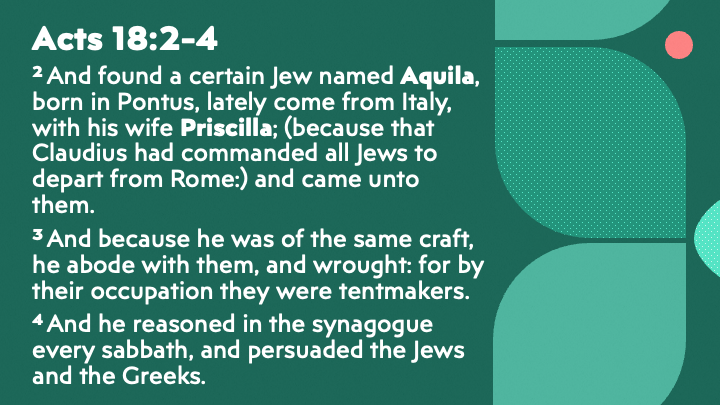 Acts 18:2-4
² And found a certain Jew named Aquila,
born in Pontus, lately come from Italy,
with his wife Priscilla; (because that
Claudius had commanded all Jews to
depart from Rome:) and came unto
them.
³ And because he was of the same craft,
he abode with them, and wrought: for by
their occupation they were tentmakers.
⁴ And he reasoned in the synagogue
every sabbath, and persuaded the Jews
and the Greeks.